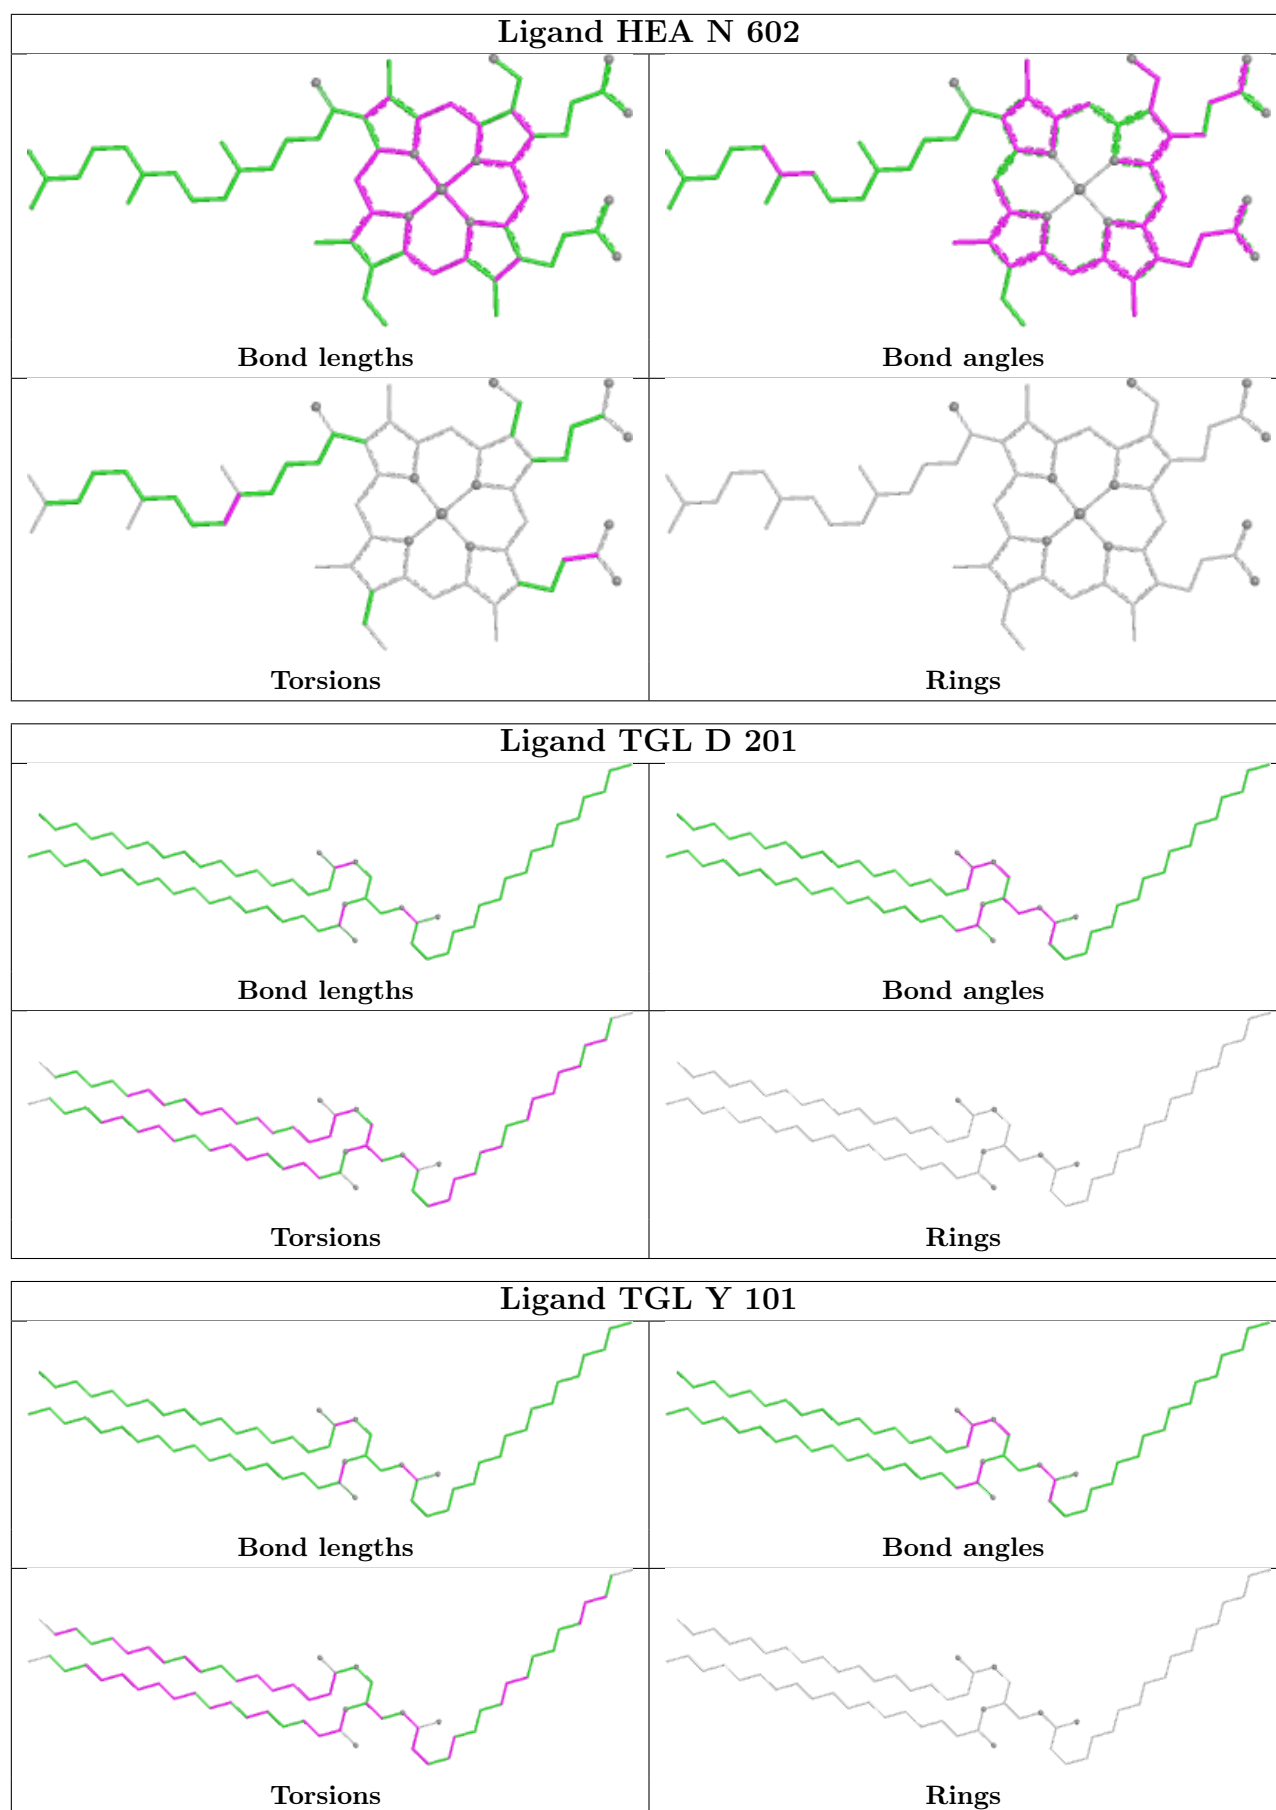 Ligand HEA N 602
Bond lengths
Bond angles
Torsions
Rings
Ligand TGL D 201
Bond lengths
Bond angles
Torsions
Rings
Ligand TGL Y 101
Bond lengths
Bond angles
Torsions
Rings